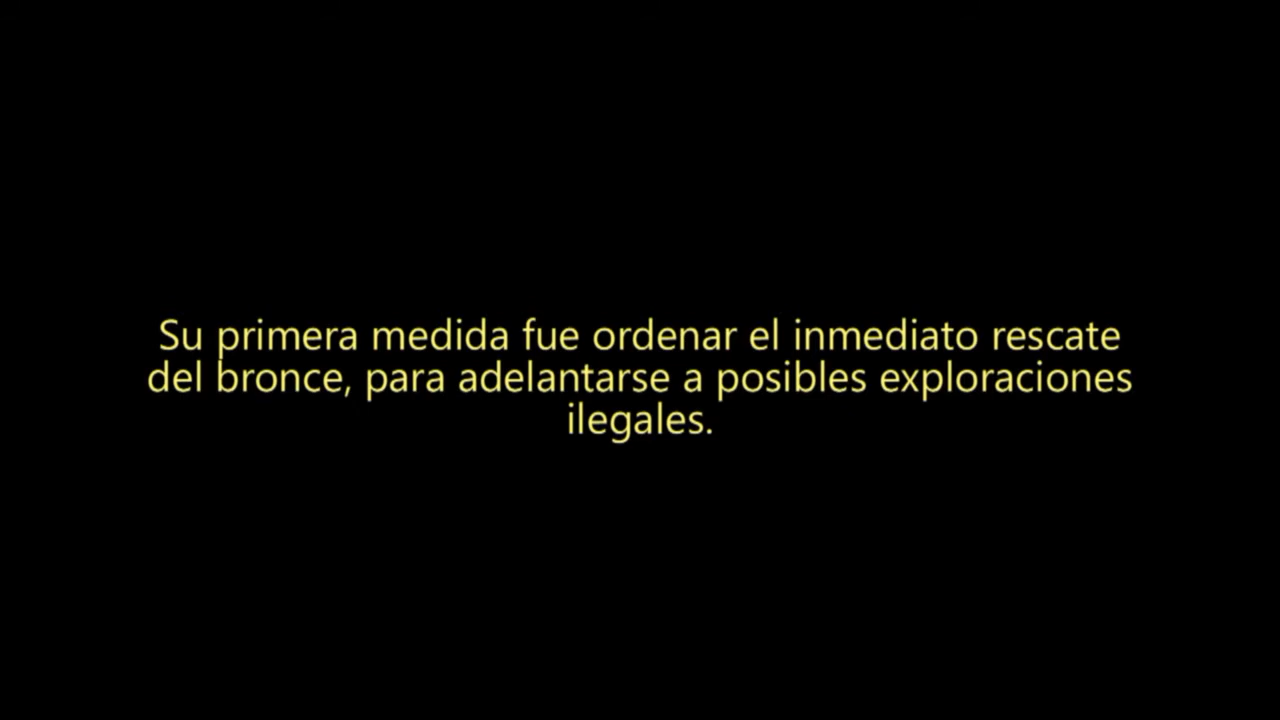 Su primera medida fue ordenar el inmediato rescate
del bronce, para adelantarse a posibles exploraciones
ilegales.